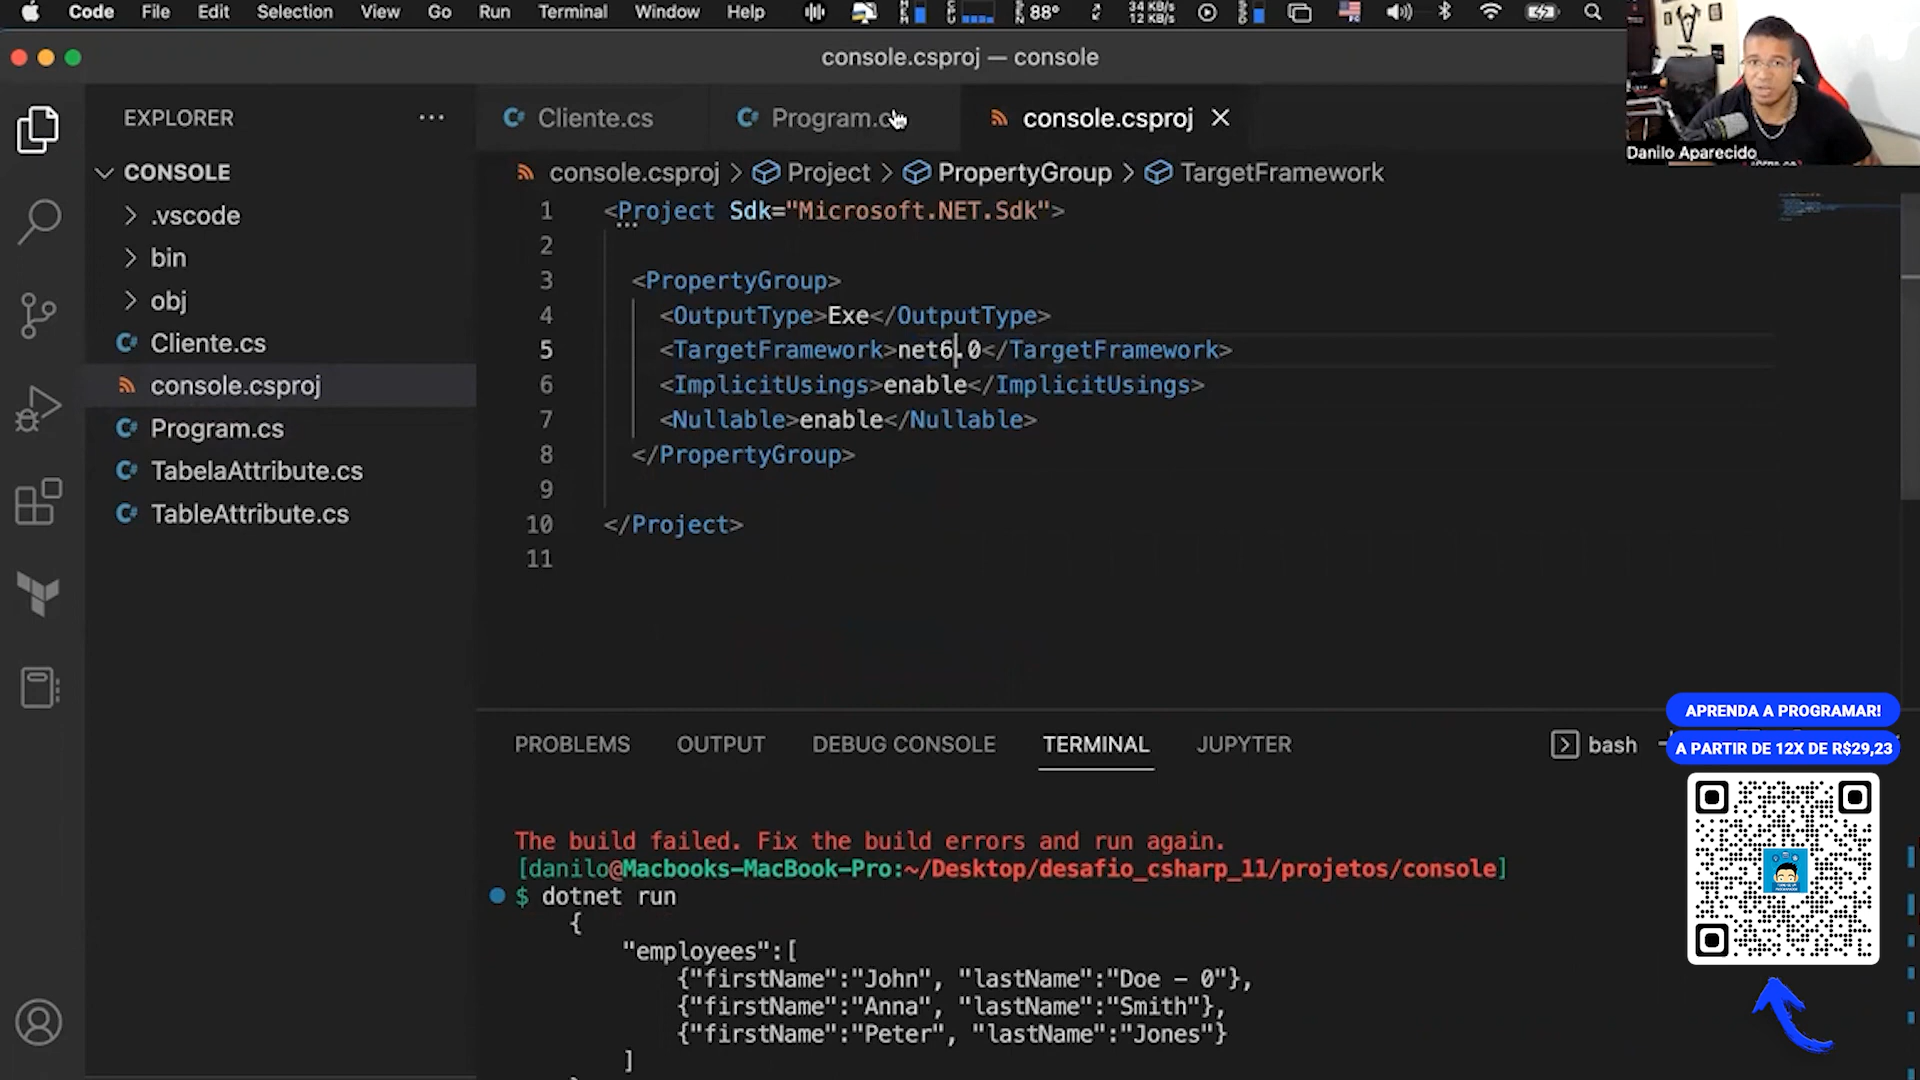 Code File Edit Selection View Go Run Terminal Window Help 88° 34 KB/s 12 KB/s
console.csproj — console
Danilo Aparecido
EXPLORER ...
Cliente.cs Program.c console.csproj
CONSOLE
.vscode
bin
obj
Cliente.cs
console.csproj
Program.cs
TabelaAttribute.cs
TableAttribute.cs
console.csproj > Project > PropertyGroup > TargetFramework
1 <Project Sdk="Microsoft.NET.Sdk">
2
3 <PropertyGroup>
4 <OutputType>Exe</OutputType>
5 <TargetFramework>net6.0</TargetFramework>
6 <ImplicitUsings>enable</ImplicitUsings>
7 <Nullable>enable</Nullable>
8 </PropertyGroup>
9
10 </Project>
11
PROBLEMS OUTPUT DEBUG CONSOLE TERMINAL JUPYTER bash
The build failed. Fix the build errors and run again.
[danilo@Macbooks-MacBook-Pro:~/Desktop/desafio_csharp_11/projetos/console]
$ dotnet run
{
"employees":[
{"firstName":"John", "lastName":"Doe - 0"},
{"firstName":"Anna", "lastName":"Smith"},
{"firstName":"Peter", "lastName":"Jones"}
]
APRENDA A PROGRAMAR!
A PARTIR DE 12X DE R$29,23